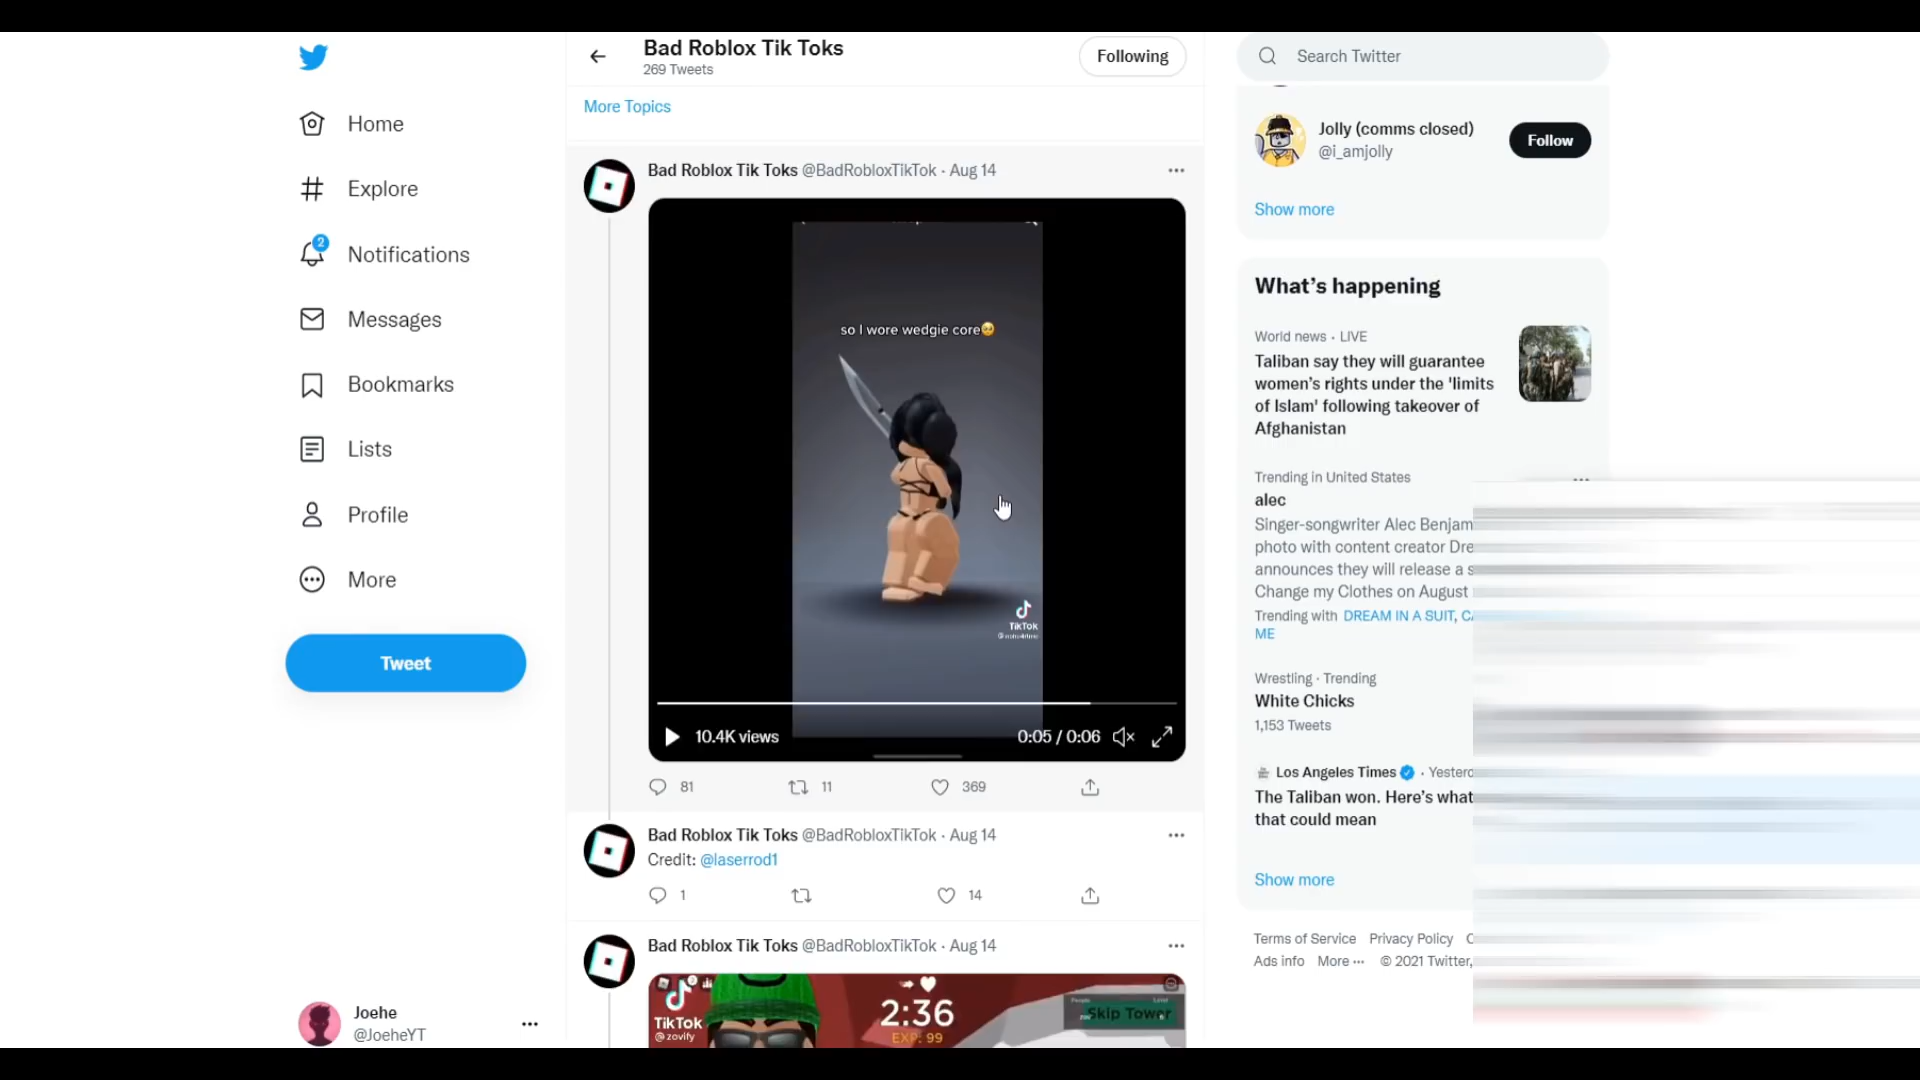 Home
Explore
2
Notifications
Messages
Bookmarks
Lists
Profile
More
Tweet
Joehe
@JoeheYT
Bad Roblox Tik Toks
269 Tweets
Following
More Topics
Bad Roblox Tik Toks @BadRobloxTikTok · Aug 14
so I wore wedgie core🥺
TikTok
10.4K views
0:05 / 0:06
81
11
369
Bad Roblox Tik Toks @BadRobloxTikTok · Aug 14
Credit: @laserrod1
1
14
Bad Roblox Tik Toks @BadRobloxTikTok · Aug 14
TikTok
@zovify
2:36
EXP: 99
Skip Tower
Search Twitter
Jolly (comms closed)
@i_amjolly
Follow
Show more
What's happening
World news · LIVE
Taliban say they will guarantee
women's rights under the 'limits
of Islam' following takeover of
Afghanistan
Trending in United States
alec
Singer-songwriter Alec Benjam
photo with content creator Dre
announces they will release a s
Change my Clothes on August
Trending with DREAM IN A SUIT, C
ME
Wrestling · Trending
White Chicks
1,153 Tweets
Los Angeles Times · Yester
The Taliban won. Here's what
that could mean
Show more
Terms of Service Privacy Policy C
Ads info More ··· © 2021 Twitter,